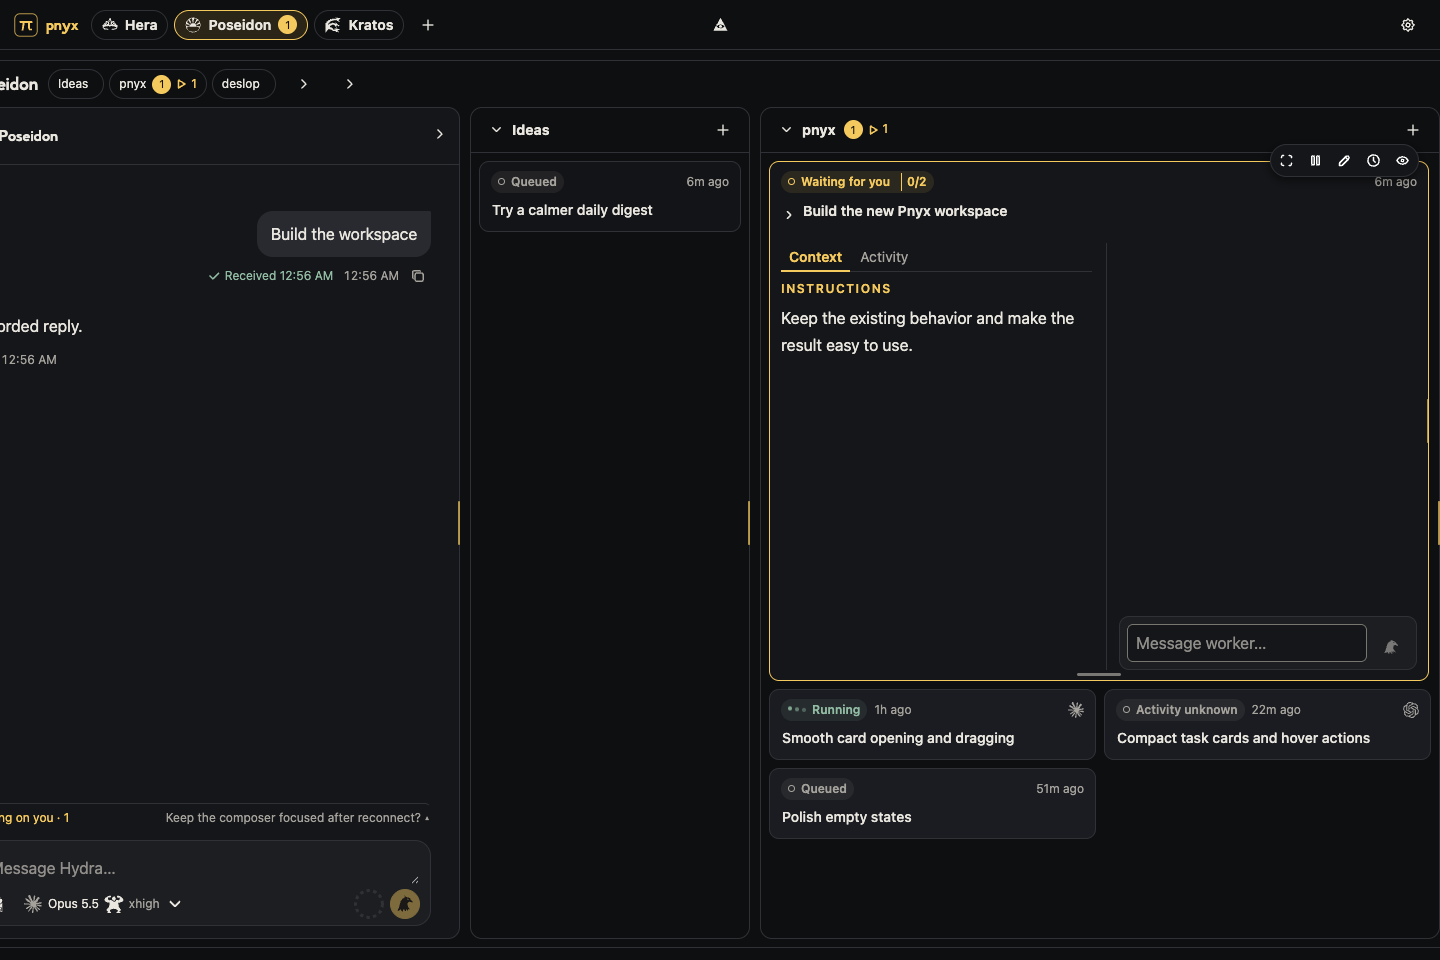 π pnyx Hera Poseidon 1 Kratos +
eidon Ideas pnyx 1 1 deslop
Poseidon
Build the workspace
Received 12:56 AM 12:56 AM
orded reply.
12:56 AM
ng on you · 1 Keep the composer focused after reconnect?
Message Hydra...
Opus 5.5 xhigh
Ideas +
Queued 6m ago
Try a calmer daily digest
pnyx 1 1 +
Waiting for you 0/2 6m ago
Build the new Pnyx workspace
Context Activity
INSTRUCTIONS
Keep the existing behavior and make the
result easy to use.
Message worker...
Running 1h ago
Smooth card opening and dragging
Activity unknown 22m ago
Compact task cards and hover actions
Queued 51m ago
Polish empty states